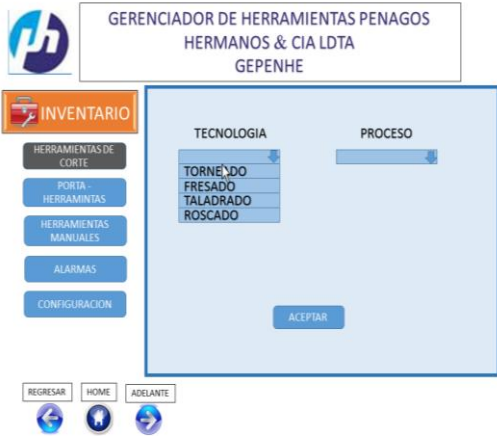 GERENCIADOR DE HERRAMIENTAS PENAGOS
HERMANOS & CIA LDTA
GEPENHE
INVENTARIO
HERRAMIENTAS DE
CORTE
PORTA -
HERRAMINTAS
HERRAMIENTAS
MANUALES
ALARMAS
CONFIGURACION
TECNOLOGIA
PROCESO
TORNEADO
FRESADO
TALADRADO
ROSCADO
ACEPTAR
REGRESAR
HOME
ADELANTE